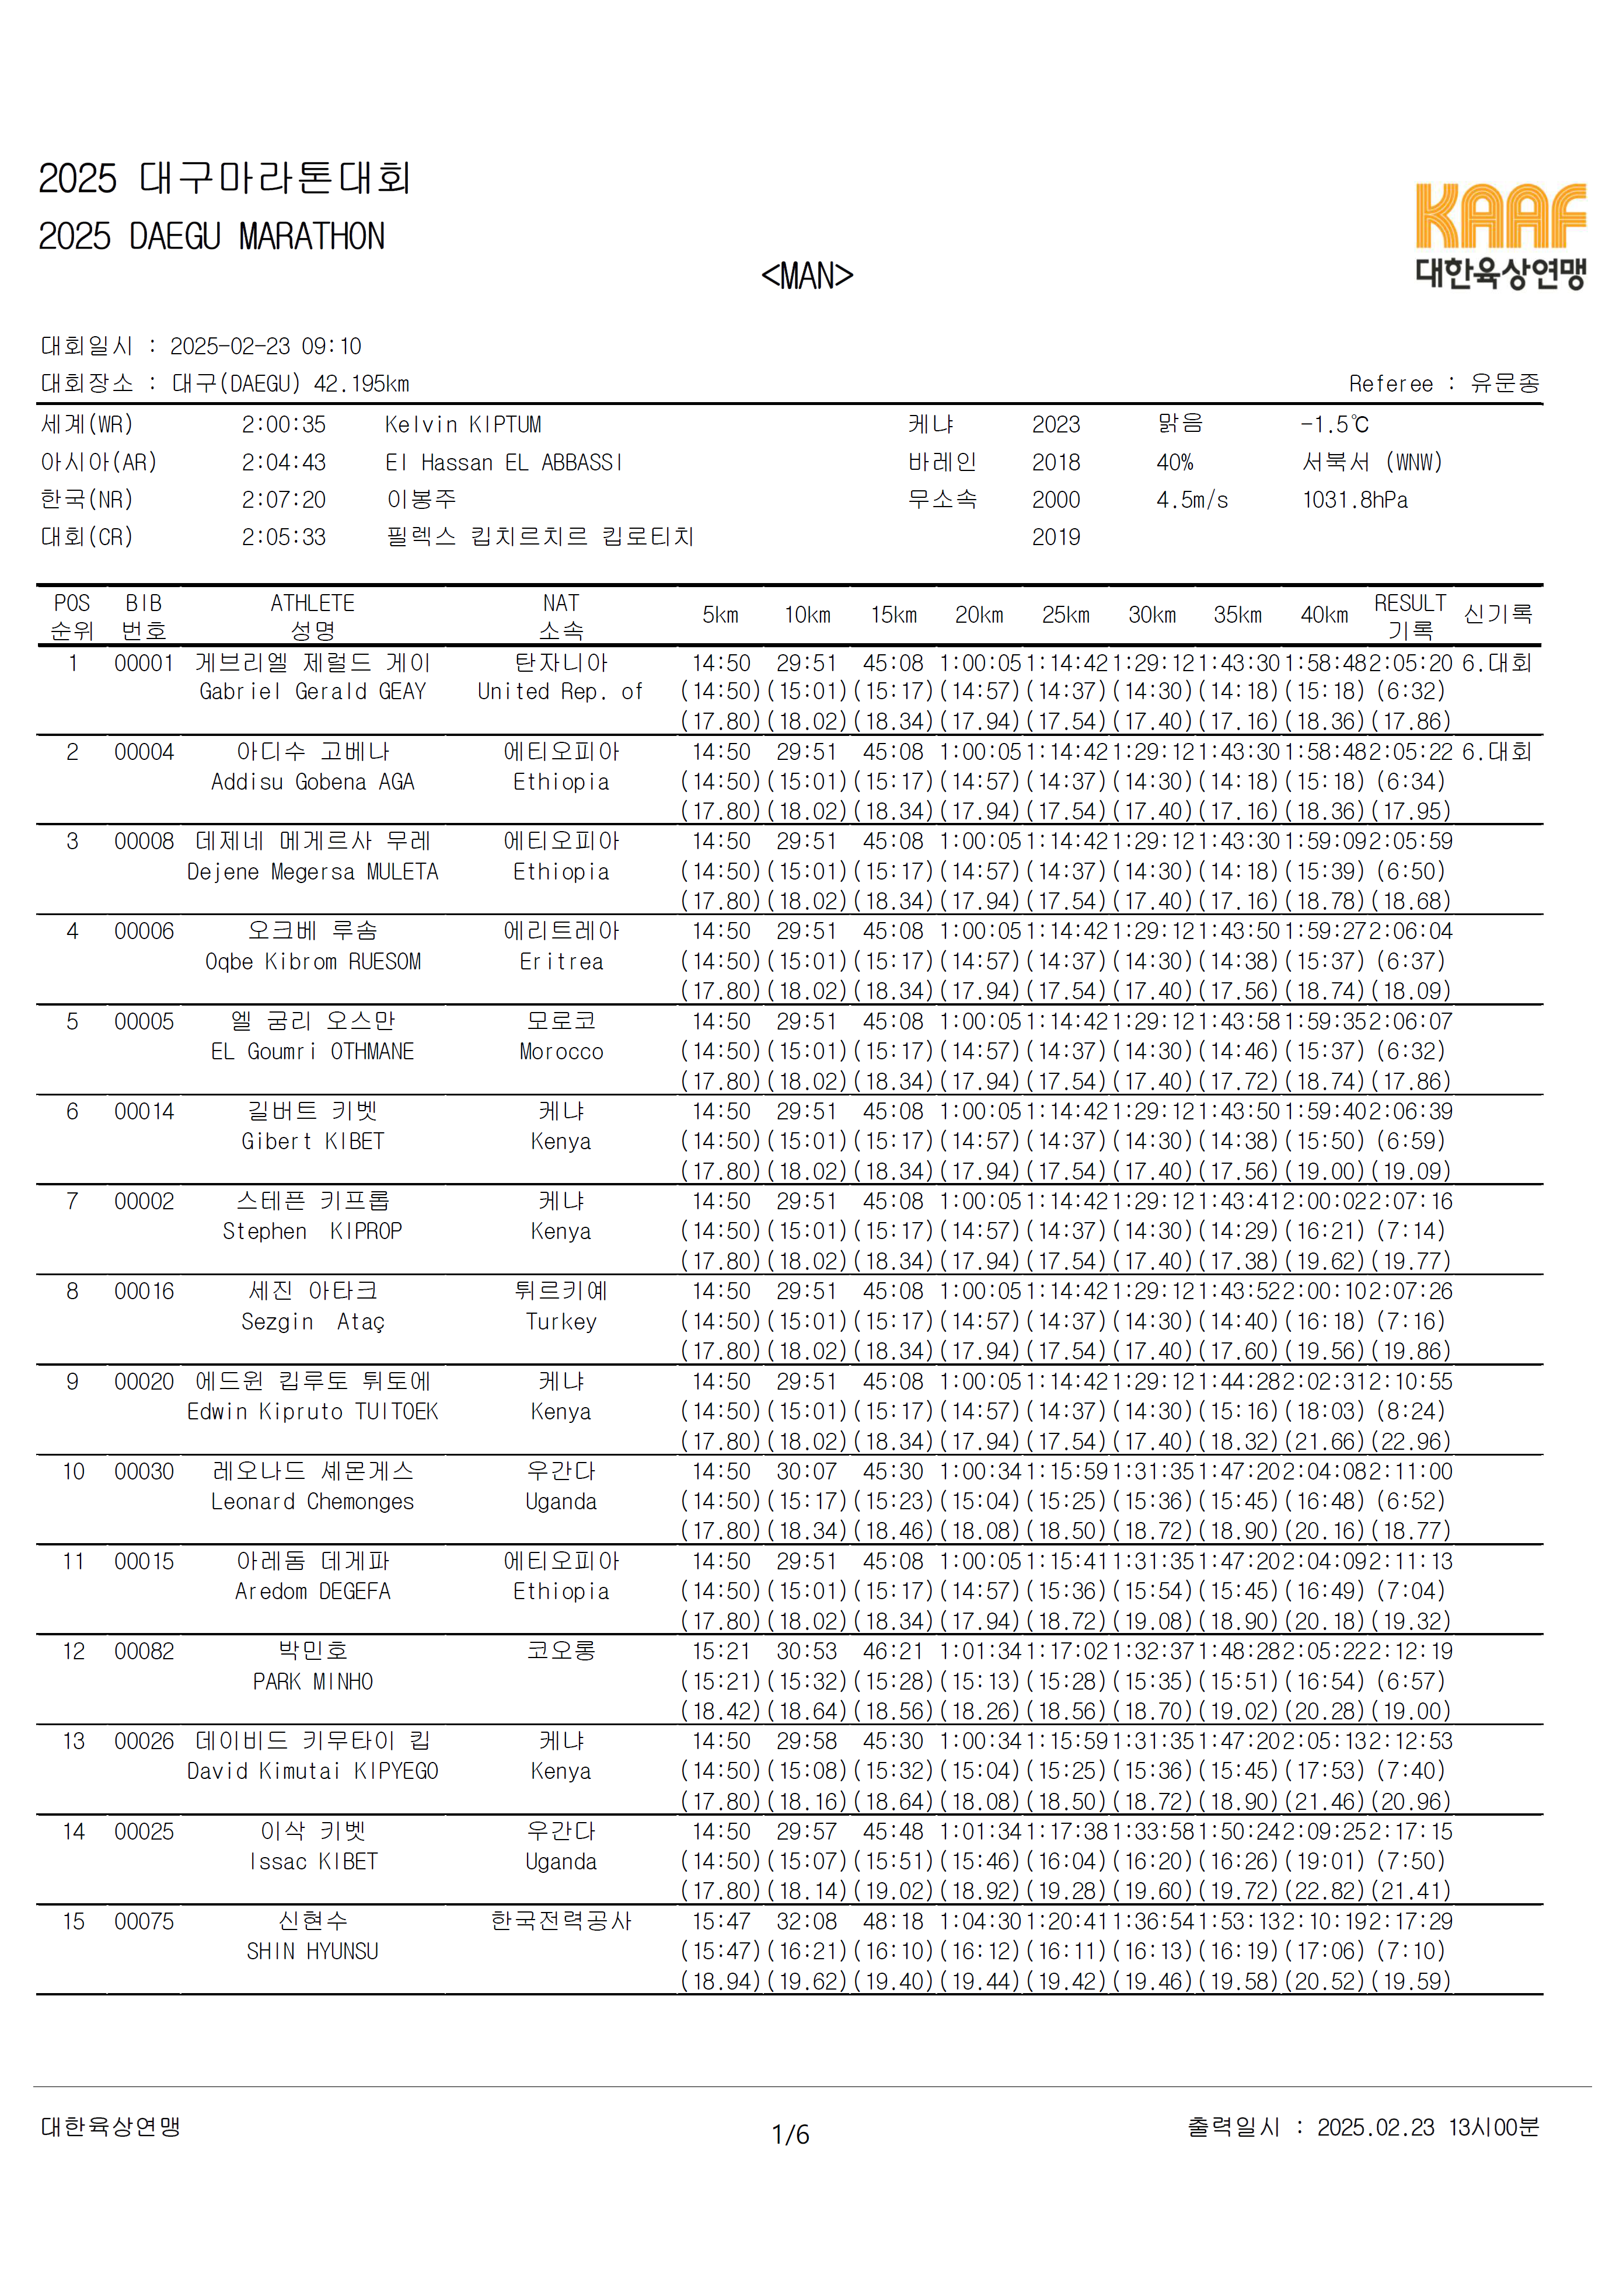 2025 대구마라톤대회
2025 DAEGU MARATHON
<MAN>
KAAF
대한육상연맹
대회일시 : 2025-02-23 09:10
대회장소 : 대구(DAEGU) 42.195km Referee : 유문종
세계(WR) 2:00:35 Kelvin KIPTUM 케냐 2023 맑음 -1.5℃
아시아(AR) 2:04:43 El Hassan EL ABBASSI 바레인 2018 40% 서북서 (WNW)
한국(NR) 2:07:20 이봉주 무소속 2000 4.5m/s 1031.8hPa
대회(CR) 2:05:33 필렉스 킵치르치르 킵로티치 2019
POS BIB ATHLETE NAT 5km 10km 15km 20km 25km 30km 35km 40km RESULT 신기록
순위 번호 성명 소속 기록
1 00001 게브리엘 제럴드 게이 탄자니아 14:50 29:51 45:08 1:00:05 1:14:42 1:29:12 1:43:30 1:58:48 2:05:20 6.대회
Gabriel Gerald GEAY United Rep. of (14:50) (15:01) (15:17) (14:57) (14:37) (14:30) (14:18) (15:18) (6:32)
(17.80) (18.02) (18.34) (17.94) (17.54) (17.40) (17.16) (18.36) (17.86)
2 00004 아디수 고베나 에티오피아 14:50 29:51 45:08 1:00:05 1:14:42 1:29:12 1:43:30 1:58:48 2:05:22 6.대회
Addisu Gobena AGA Ethiopia (14:50) (15:01) (15:17) (14:57) (14:37) (14:30) (14:18) (15:18) (6:34)
(17.80) (18.02) (18.34) (17.94) (17.54) (17.40) (17.16) (18.36) (17.95)
3 00008 데제네 메게르사 무레 에티오피아 14:50 29:51 45:08 1:00:05 1:14:42 1:29:12 1:43:30 1:59:09 2:05:59
Dejene Megersa MULETA Ethiopia (14:50) (15:01) (15:17) (14:57) (14:37) (14:30) (14:18) (15:39) (6:50)
(17.80) (18.02) (18.34) (17.94) (17.54) (17.40) (17.16) (18.78) (18.68)
4 00006 오크베 루솜 에리트레아 14:50 29:51 45:08 1:00:05 1:14:42 1:29:12 1:43:50 1:59:27 2:06:04
Oqbe Kibrom RUESOM Eritrea (14:50) (15:01) (15:17) (14:57) (14:37) (14:30) (14:38) (15:37) (6:37)
(17.80) (18.02) (18.34) (17.94) (17.54) (17.40) (17.56) (18.74) (18.09)
5 00005 엘 굼리 오스만 모로코 14:50 29:51 45:08 1:00:05 1:14:42 1:29:12 1:43:58 1:59:35 2:06:07
EL Goumri OTHMANE Morocco (14:50) (15:01) (15:17) (14:57) (14:37) (14:30) (14:46) (15:37) (6:32)
(17.80) (18.02) (18.34) (17.94) (17.54) (17.40) (17.72) (18.74) (17.86)
6 00014 길버트 키벳 케냐 14:50 29:51 45:08 1:00:05 1:14:42 1:29:12 1:43:50 1:59:40 2:06:39
Gibert KIBET Kenya (14:50) (15:01) (15:17) (14:57) (14:37) (14:30) (14:38) (15:50) (6:59)
(17.80) (18.02) (18.34) (17.94) (17.54) (17.40) (17.56) (19.00) (19.09)
7 00002 스테픈 키프롭 케냐 14:50 29:51 45:08 1:00:05 1:14:42 1:29:12 1:43:41 2:00:02 2:07:16
Stephen KIPROP Kenya (14:50) (15:01) (15:17) (14:57) (14:37) (14:30) (14:29) (16:21) (7:14)
(17.80) (18.02) (18.34) (17.94) (17.54) (17.40) (17.38) (19.62) (19.77)
8 00016 세진 아타크 튀르키예 14:50 29:51 45:08 1:00:05 1:14:42 1:29:12 1:43:52 2:00:10 2:07:26
Sezgin Ataç Turkey (14:50) (15:01) (15:17) (14:57) (14:37) (14:30) (14:40) (16:18) (7:16)
(17.80) (18.02) (18.34) (17.94) (17.54) (17.40) (17.60) (19.56) (19.86)
9 00020 에드윈 킵루토 튀토에 케냐 14:50 29:51 45:08 1:00:05 1:14:42 1:29:12 1:44:28 2:02:31 2:10:55
Edwin Kipruto TUITOEK Kenya (14:50) (15:01) (15:17) (14:57) (14:37) (14:30) (15:16) (18:03) (8:24)
(17.80) (18.02) (18.34) (17.94) (17.54) (17.40) (18.32) (21.66) (22.96)
10 00030 레오나드 셰몬게스 우간다 14:50 30:07 45:30 1:00:34 1:15:59 1:31:35 1:47:20 2:04:08 2:11:00
Leonard Chemonges Uganda (14:50) (15:17) (15:23) (15:04) (15:25) (15:36) (15:45) (16:48) (6:52)
(17.80) (18.34) (18.46) (18.08) (18.50) (18.72) (18.90) (20.16) (18.77)
11 00015 아레돔 데게파 에티오피아 14:50 29:51 45:08 1:00:05 1:15:41 1:31:35 1:47:20 2:04:09 2:11:13
Aredom DEGEFA Ethiopia (14:50) (15:01) (15:17) (14:57) (15:36) (15:54) (15:45) (16:49) (7:04)
(17.80) (18.02) (18.34) (17.94) (18.72) (19.08) (18.90) (20.18) (19.32)
12 00082 박민호 코오롱 15:21 30:53 46:21 1:01:34 1:17:02 1:32:37 1:48:28 2:05:22 2:12:19
PARK MINHO (15:21) (15:32) (15:28) (15:13) (15:28) (15:35) (15:51) (16:54) (6:57)
(18.42) (18.64) (18.56) (18.26) (18.56) (18.70) (19.02) (20.28) (19.00)
13 00026 데이비드 키무타이 킵 케냐 14:50 29:58 45:30 1:00:34 1:15:59 1:31:35 1:47:20 2:05:13 2:12:53
David Kimutai KIPYEGO Kenya (14:50) (15:08) (15:32) (15:04) (15:25) (15:36) (15:45) (17:53) (7:40)
(17.80) (18.16) (18.64) (18.08) (18.50) (18.72) (18.90) (21.46) (20.96)
14 00025 이삭 키벳 우간다 14:50 29:57 45:48 1:01:34 1:17:38 1:33:58 1:50:24 2:09:25 2:17:15
Issac KIBET Uganda (14:50) (15:07) (15:51) (15:46) (16:04) (16:20) (16:26) (19:01) (7:50)
(17.80) (18.14) (19.02) (18.92) (19.28) (19.60) (19.72) (22.82) (21.41)
15 00075 신현수 한국전력공사 15:47 32:08 48:18 1:04:30 1:20:41 1:36:54 1:53:13 2:10:19 2:17:29
SHIN HYUNSU (15:47) (16:21) (16:10) (16:12) (16:11) (16:13) (16:19) (17:06) (7:10)
(18.94) (19.62) (19.40) (19.44) (19.42) (19.46) (19.58) (20.52) (19.59)
대한육상연맹 1/6 출력일시 : 2025.02.23 13시00분